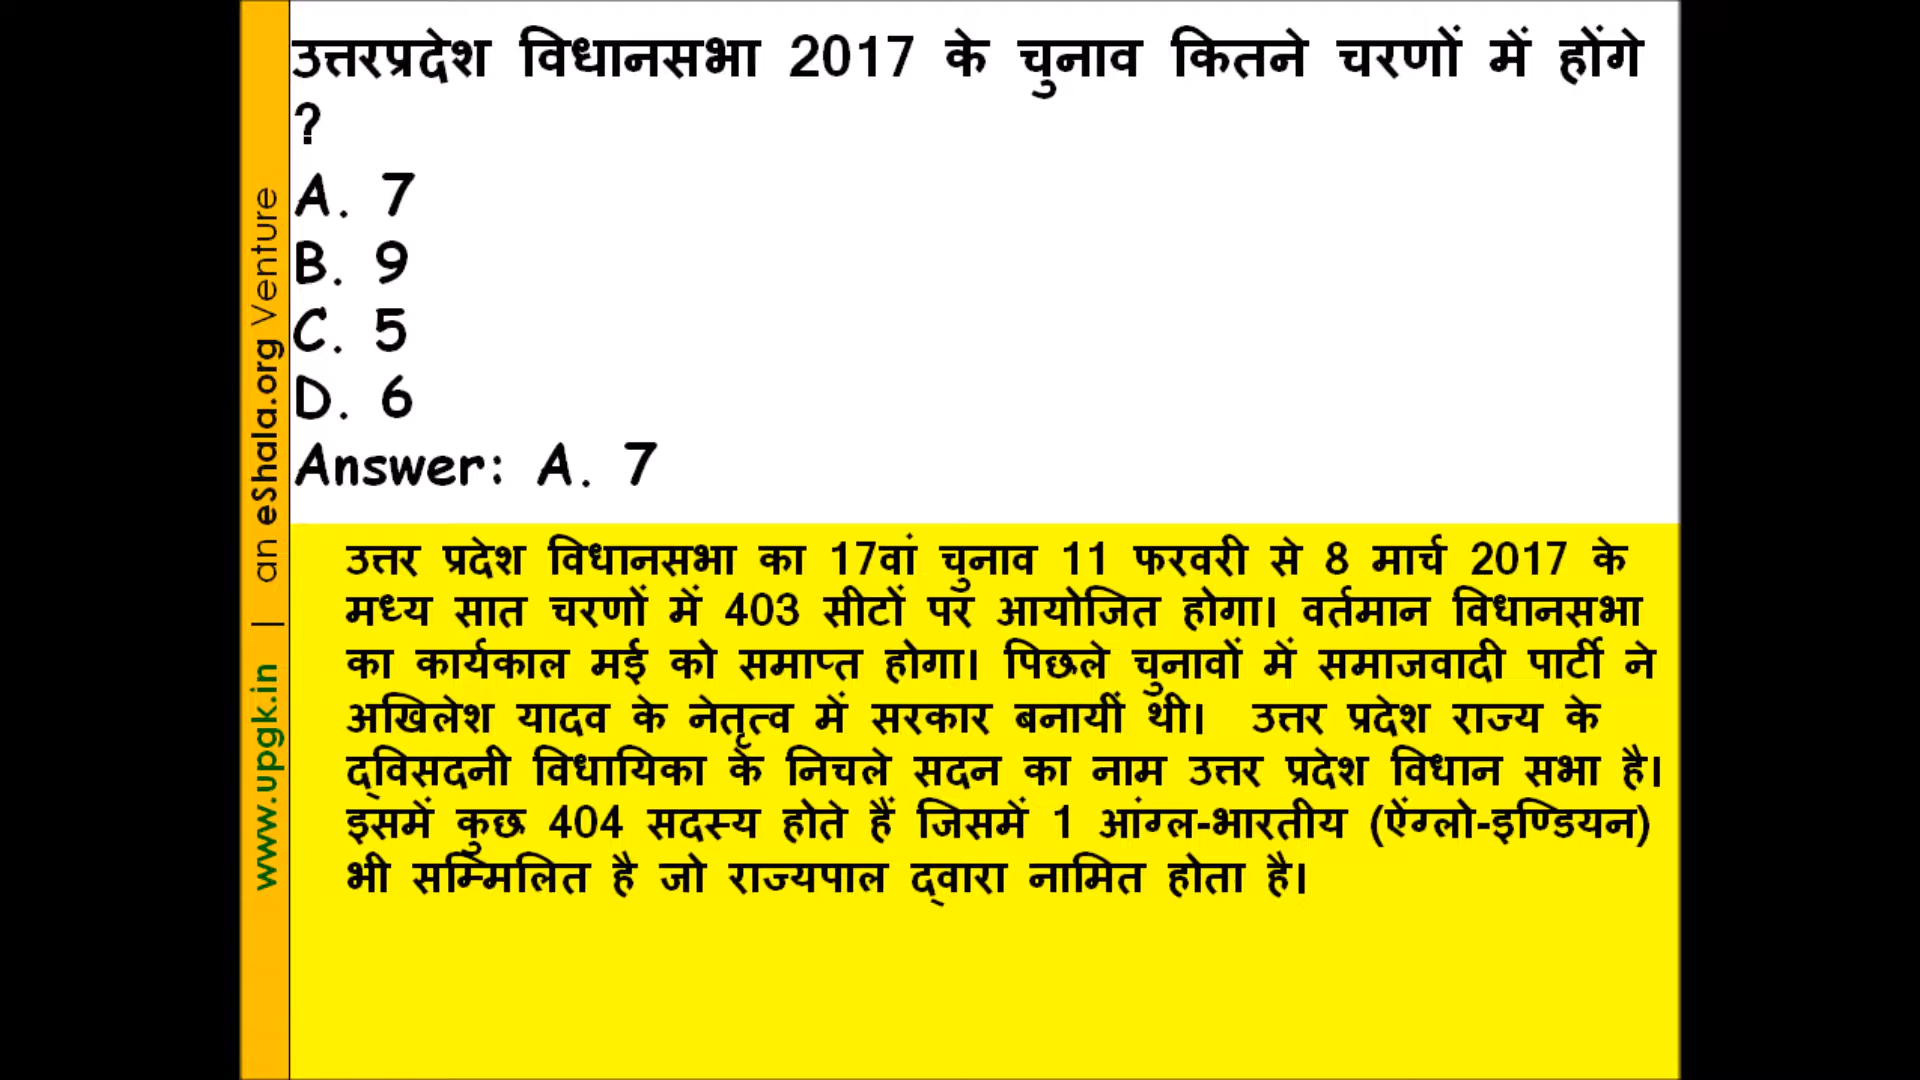 उत्तरप्रदेश विधानसभा 2017 के चुनाव कितने चरणों में होंगे
?
A. 7
B. 9
C. 5
D. 6
Answer: A. 7
उत्तर प्रदेश विधानसभा का 17वां चुनाव 11 फरवरी से 8 मार्च 2017 के
मध्य सात चरणों में 403 सीटों पर आयोजित होगा। वर्तमान विधानसभा
का कार्यकाल मई को समाप्त होगा। पिछले चुनावों में समाजवादी पार्टी ने
अखिलेश यादव के नेतृत्व में सरकार बनायीं थी। उत्तर प्रदेश राज्य के
द्विसदनी विधायिका के निचले सदन का नाम उत्तर प्रदेश विधान सभा है।
इसमें कुछ 404 सदस्य होते हैं जिसमें 1 आंग्ल-भारतीय (ऐंग्लो-इण्डियन)
भी सम्मिलित है जो राज्यपाल द्वारा नामित होता है।
www.upgk.in | an eShala.org Venture